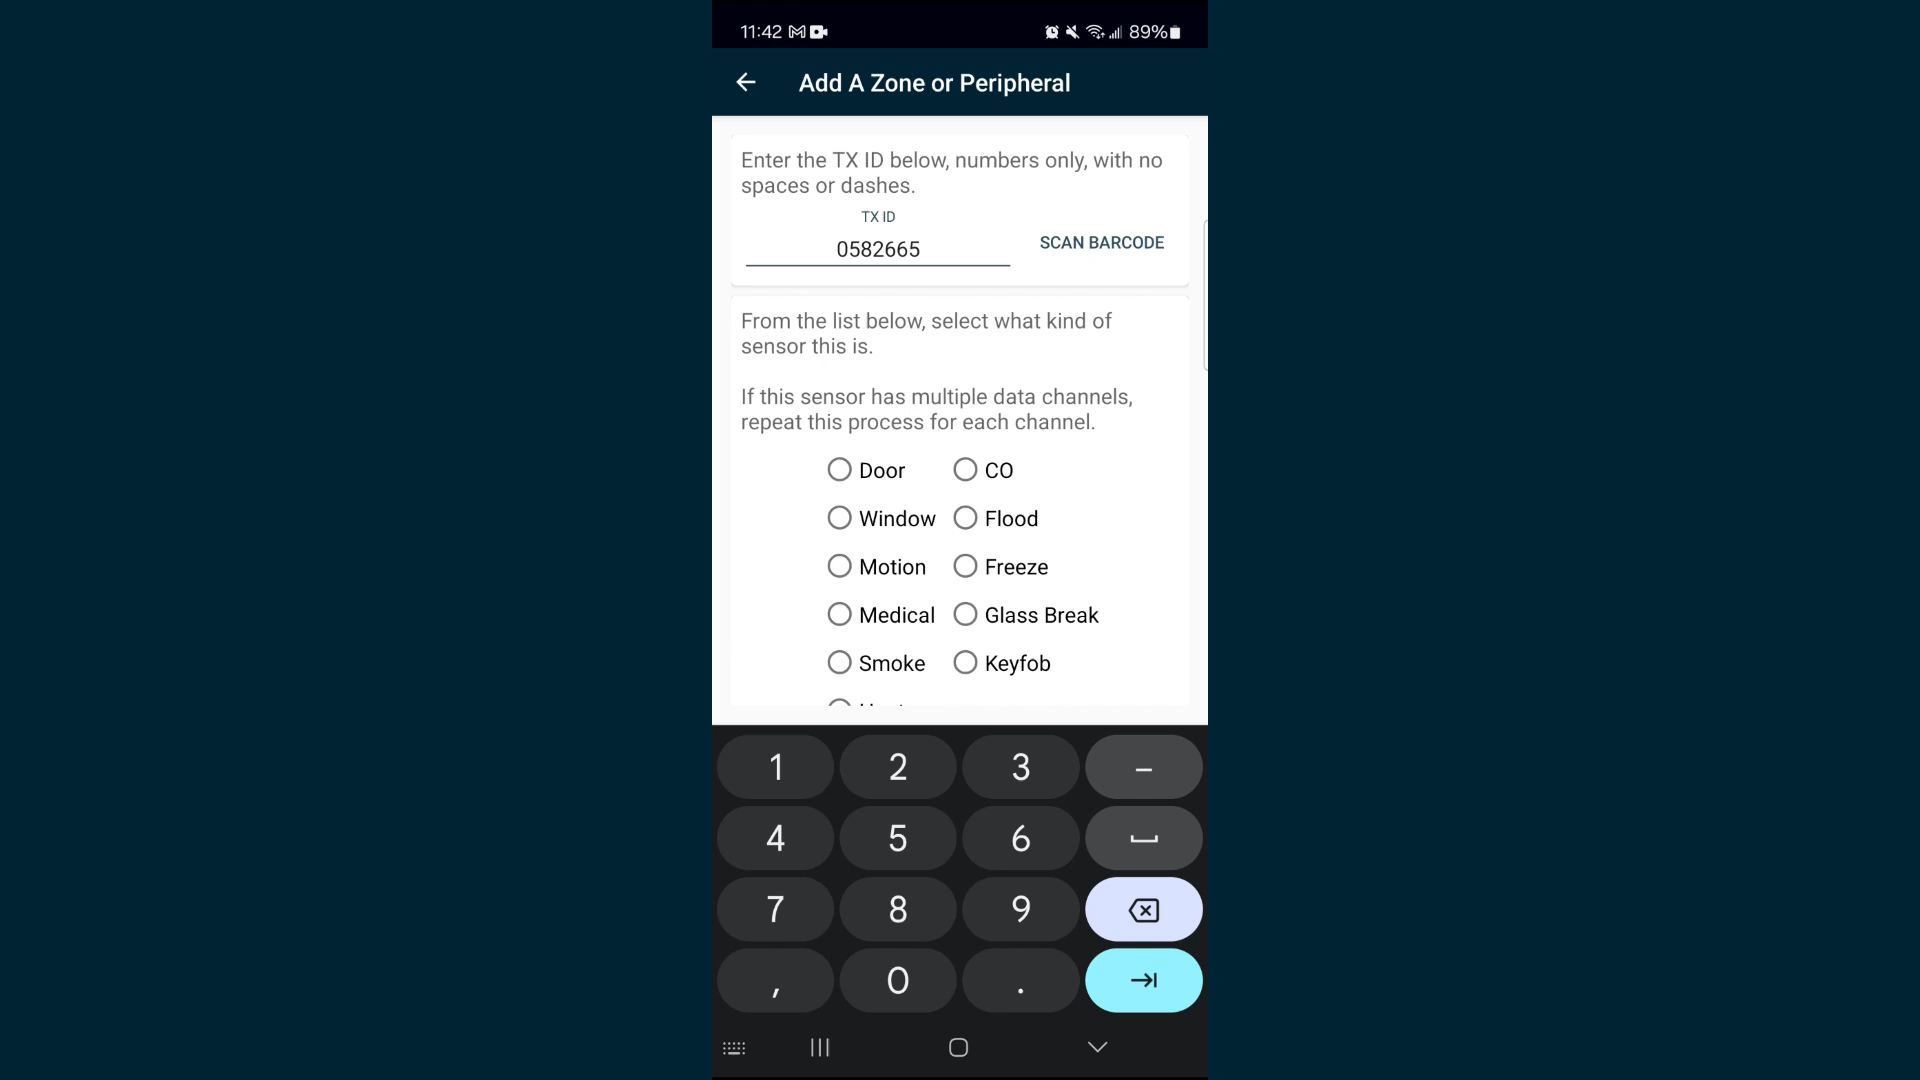 11:42 89%
Add A Zone or Peripheral
Enter the TX ID below, numbers only, with no
spaces or dashes.
TX ID
0582665
SCAN BARCODE
From the list below, select what kind of
sensor this is.
If this sensor has multiple data channels,
repeat this process for each channel.
Door CO
Window Flood
Motion Freeze
Medical Glass Break
Smoke Keyfob
1 2 3 –
4 5 6
7 8 9
, 0 .